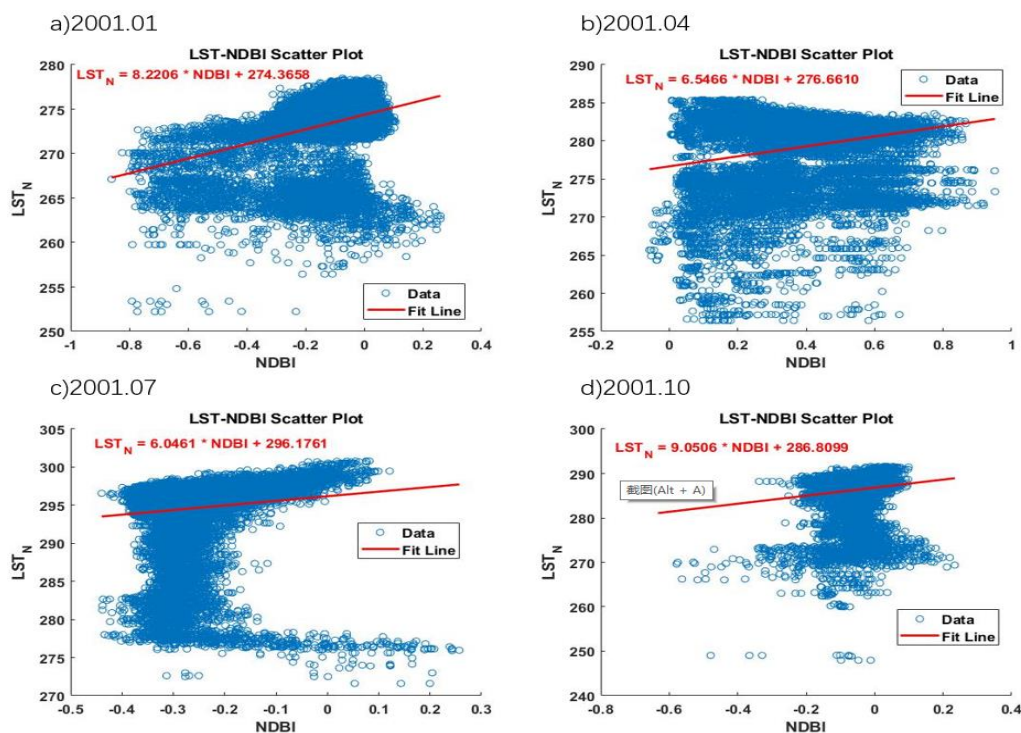 a)2001.01
LST-NDBI Scatter Plot
LST_N = 8.2206 * NDBI + 274.3658
280
275
270
265
260
255
250
LST_N
Data
Fit Line
-1
-0.8
-0.6
-0.4
-0.2
0
0.2
0.4
NDBI
b)2001.04
LST-NDBI Scatter Plot
LST_N = 6.5466 * NDBI + 276.6610
Data
Fit Line
290
285
280
275
270
265
260
255
LST_N
-0.2
0
0.2
0.4
0.6
0.8
1
NDBI
c)2001.07
LST-NDBI Scatter Plot
LST_N = 6.0461 * NDBI + 296.1761
305
300
295
290
285
280
275
270
LST_N
Data
Fit Line
-0.5
-0.4
-0.3
-0.2
-0.1
0
0.1
0.2
0.3
NDBI
d)2001.10
LST-NDBI Scatter Plot
LST_N = 9.0506 * NDBI + 286.8099
截图(Alt + A)
300
290
280
270
260
250
240
LST_N
Data
Fit Line
-0.8
-0.6
-0.4
-0.2
0
0.2
0.4
NDBI